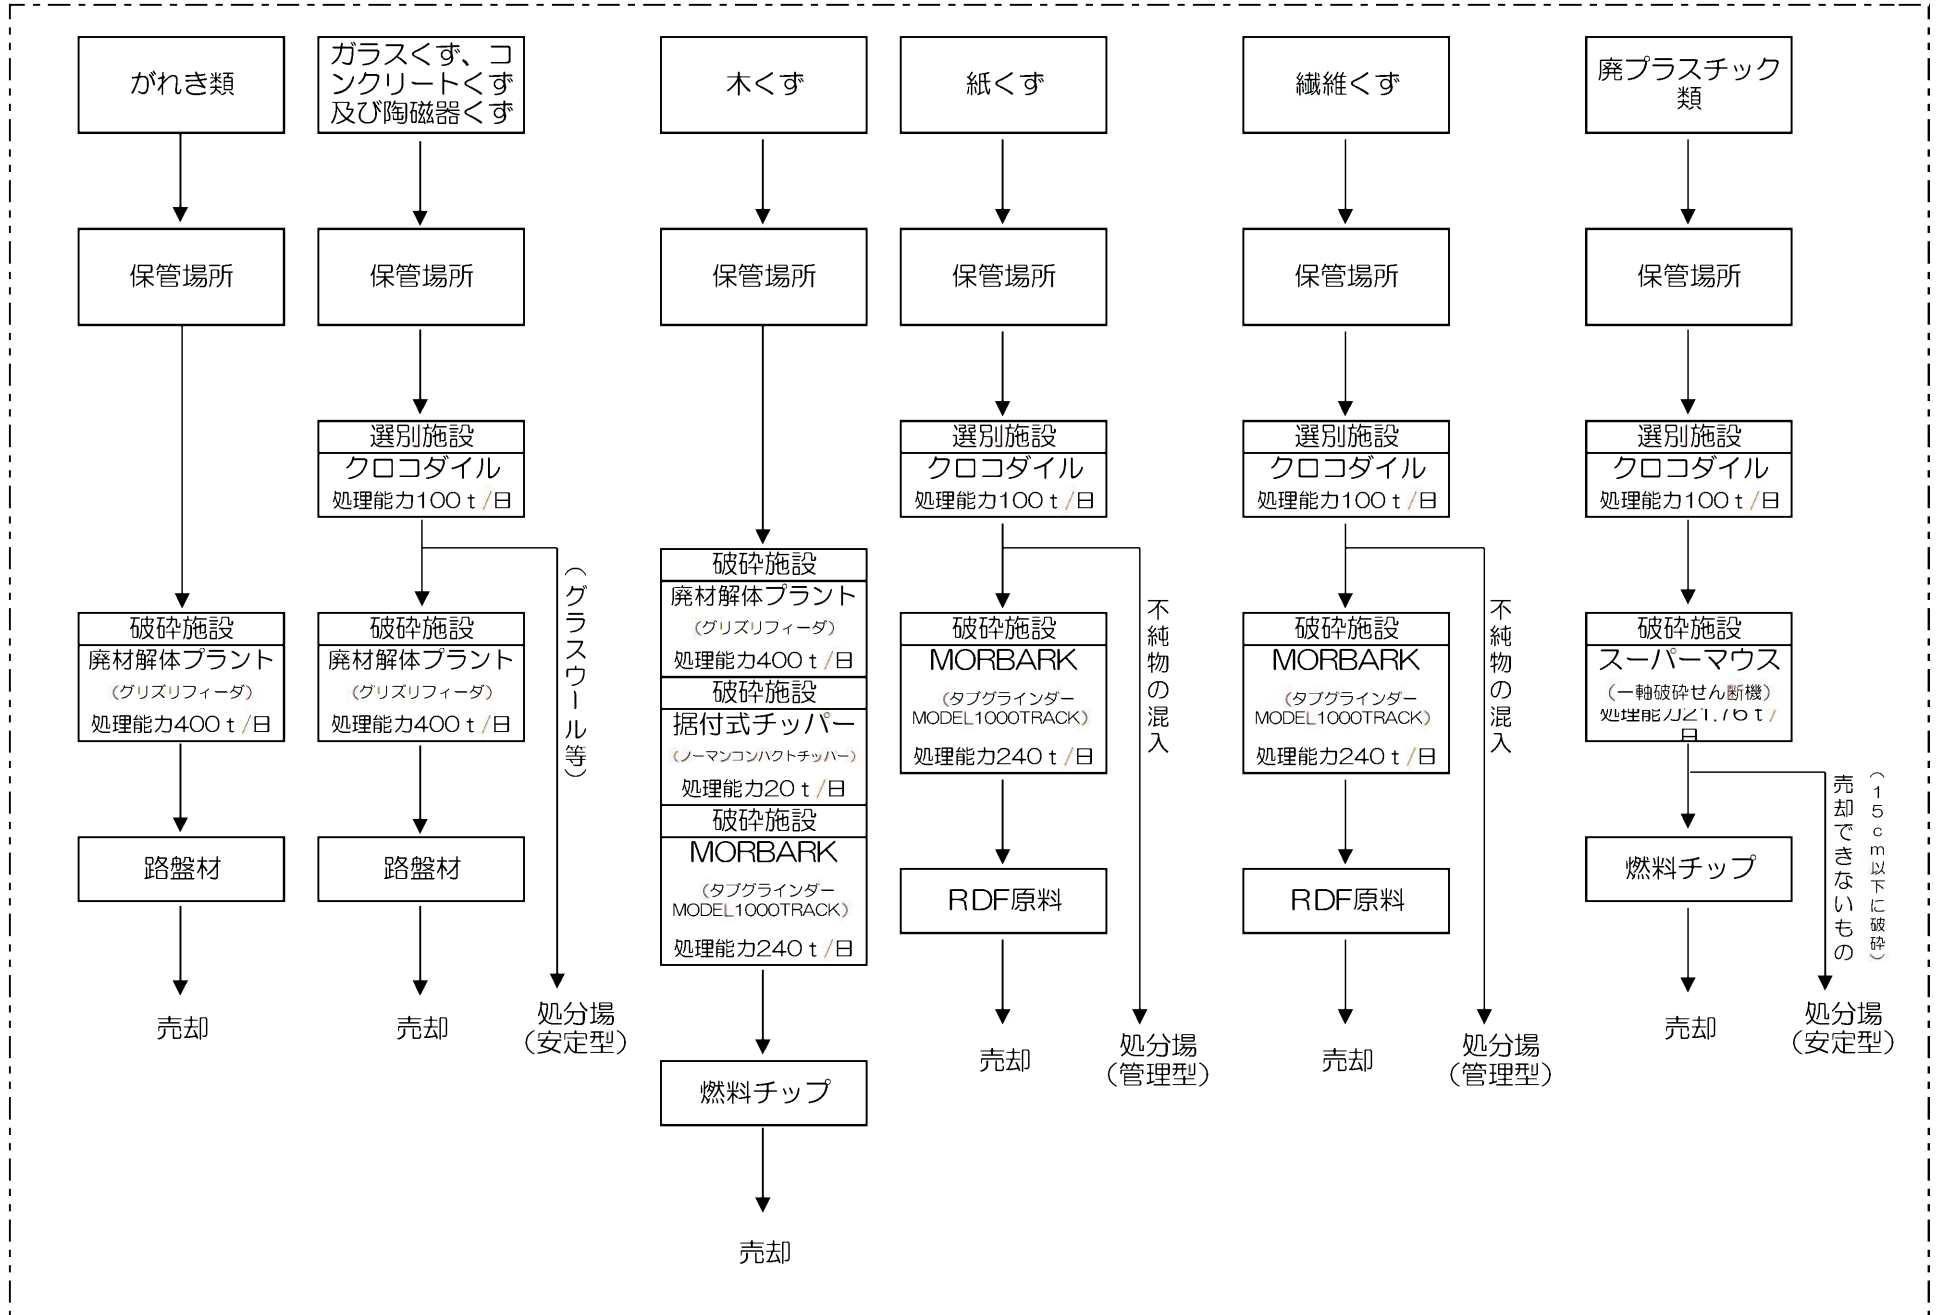 がれき類
ガラスくず、コ
ンクリートくず
及び陶磁器くず
木くず
紙くず
繊維くず
廃プラスチック
類
保管場所
保管場所
保管場所
保管場所
保管場所
保管場所
選別施設
クロコダイル
処理能力100t/日
選別施設
クロコダイル
処理能力100t/日
選別施設
クロコダイル
処理能力100t/日
選別施設
クロコダイル
処理能力100t/日
破砕施設
廃材解体プラント
(グリズリフィーダ)
処理能力400t/日
破砕施設
廃材解体プラント
(グリズリフィーダ)
処理能力400t/日
(グラスウール等)
破砕施設
廃材解体プラント
(グリズリフィーダ)
処理能力400t/日
破砕施設
据付式チッパー
(ノーマンコンパクトチッパー)
処理能力20t/日
破砕施設
MORBARK
(タブグラインダー
MODEL1000TRACK)
処理能力240t/日
破砕施設
MORBARK
(タブグラインダー
MODEL1000TRACK)
処理能力240t/日
不純物の混入
破砕施設
MORBARK
(タブグラインダー
MODEL1000TRACK)
処理能力240t/日
不純物の混入
破砕施設
スーパーマウス
(一軸破砕せん断機)
処理能力21.76t/
日
(15cm以下に破砕)
売却できないもの
路盤材
路盤材
RDF原料
RDF原料
燃料チップ
売却
売却
処分場
(安定型)
燃料チップ
売却
売却
処分場
(管理型)
売却
処分場
(管理型)
売却
処分場
(安定型)